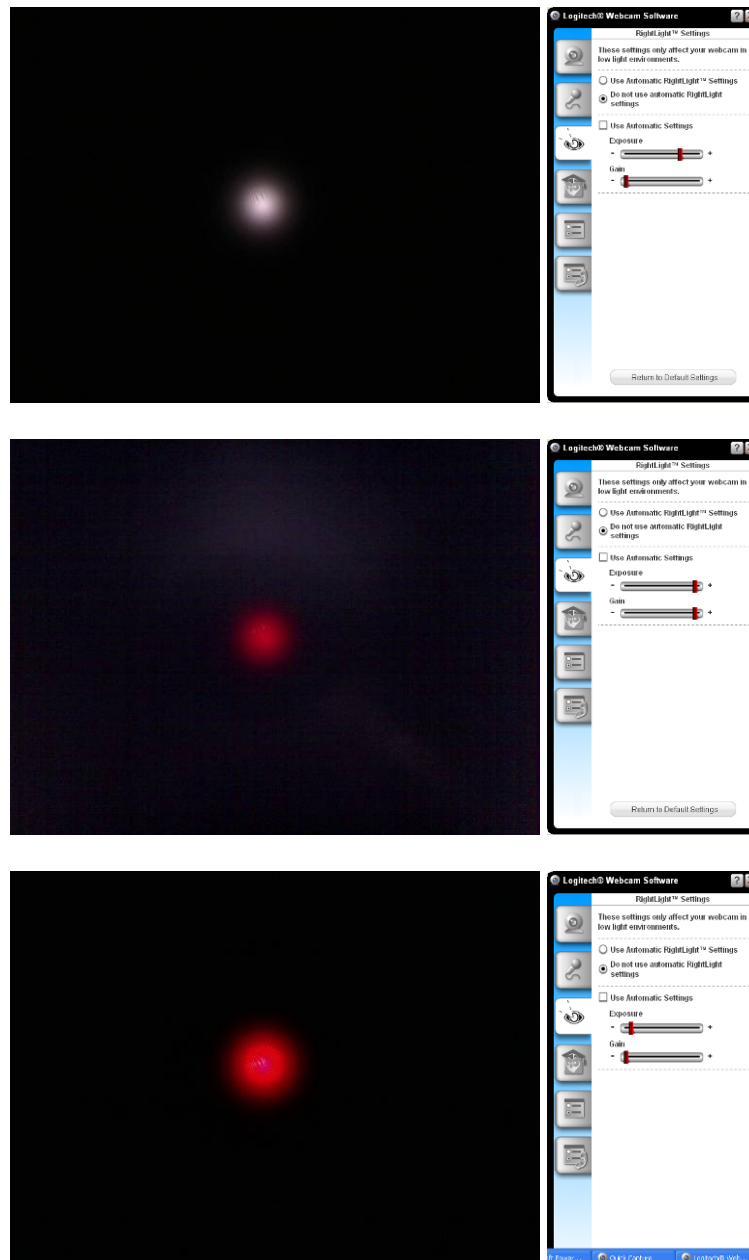 Logitech® Webcam Software
?
RightLight™ Settings
These settings only affect your webcam in
low light environments.
Use Automatic RightLight™ Settings
Do not use automatic RightLight
settings
Use Automatic Settings
Exposure
- +
Gain
- +
Return to Default Settings
Logitech® Webcam Software
?
RightLight™ Settings
These settings only affect your webcam in
low light environments.
Use Automatic RightLight™ Settings
Do not use automatic RightLight
settings
Use Automatic Settings
Exposure
- +
Gain
- +
Return to Default Settings
Logitech® Webcam Software
?
RightLight™ Settings
These settings only affect your webcam in
low light environments.
Use Automatic RightLight™ Settings
Do not use automatic RightLight
settings
Use Automatic Settings
Exposure
- +
Gain
- +
Quick Capture
Logitech® Web...